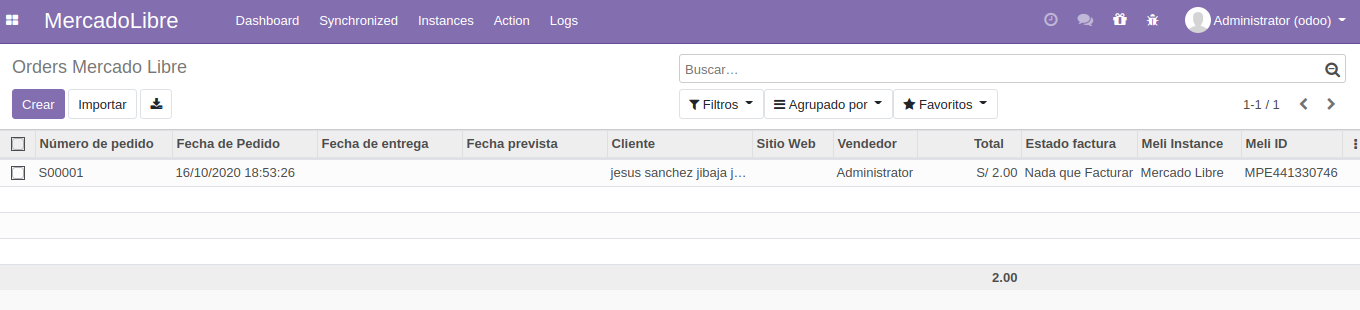 MercadoLibre Dashboard Synchronized Instances Action Logs Administrator (odoo)
Orders Mercado Libre Buscar...
Crear Importar Filtros Agrupado por Favoritos 1-1 / 1
Número de pedido Fecha de Pedido Fecha de entrega Fecha prevista Cliente Sitio Web Vendedor Total Estado factura Meli Instance Meli ID
S00001 16/10/2020 18:53:26 jesus sanchez jibaja j... Administrator S/ 2.00 Nada que Facturar Mercado Libre MPE441330746
2.00